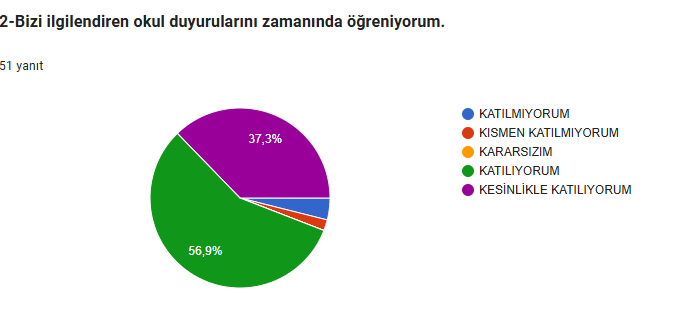 2-Bizi ilgilendiren okul duyurularını zamanında öğreniyorum.
51 yanıt
37,3%
56,9%
KATILMIYORUM
KISMEN KATILMIYORUM
KARARSIZIM
KATILIYORUM
KESİNLİKLE KATILIYORUM